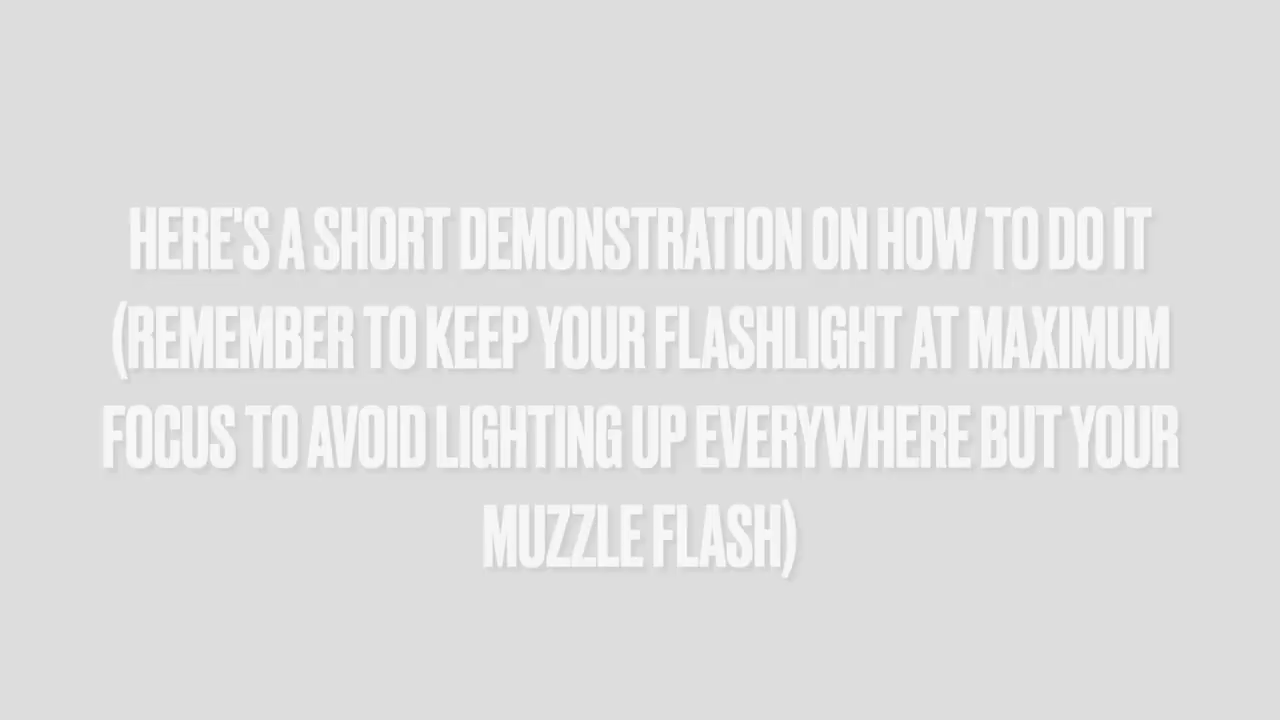 HERE'S A SHORT DEMONSTRATION ON HOW TO DO IT
(REMEMBER TO KEEP YOUR FLASHLIGHT AT MAXIMUM
FOCUS TO AVOID LIGHTING UP EVERYWHERE BUT YOUR
MUZZLE FLASH)